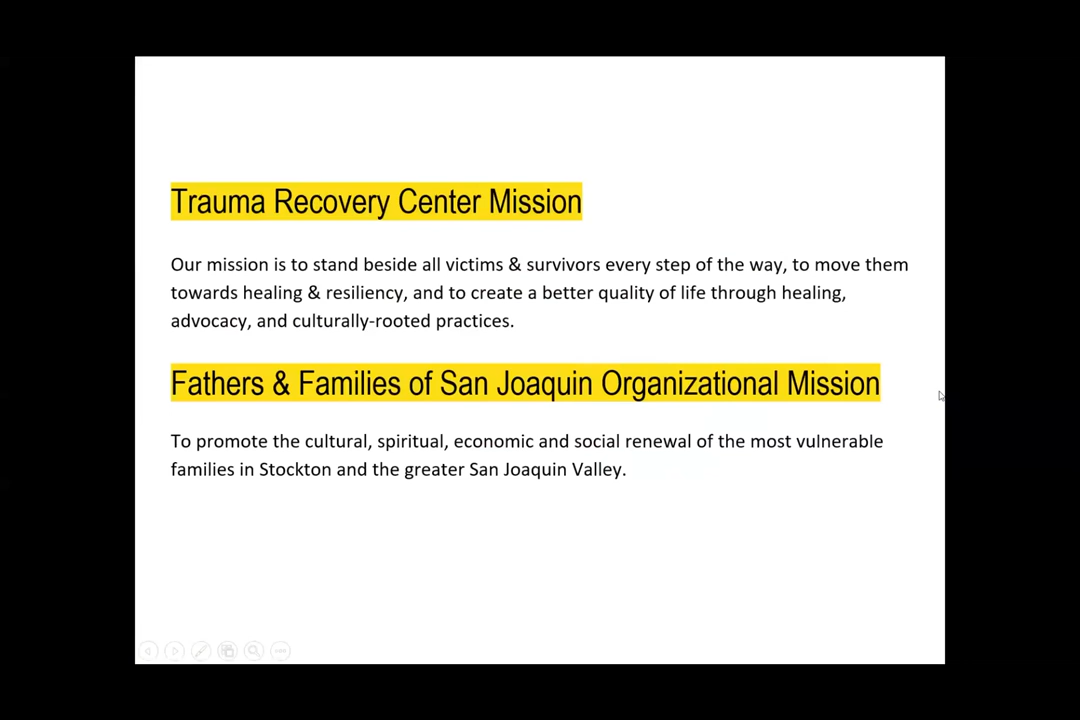 Trauma Recovery Center Mission
Our mission is to stand beside all victims & survivors every step of the way, to move them
towards healing & resiliency, and to create a better quality of life through healing,
advocacy, and culturally-rooted practices.
Fathers & Families of San Joaquin Organizational Mission
To promote the cultural, spiritual, economic and social renewal of the most vulnerable
families in Stockton and the greater San Joaquin Valley.